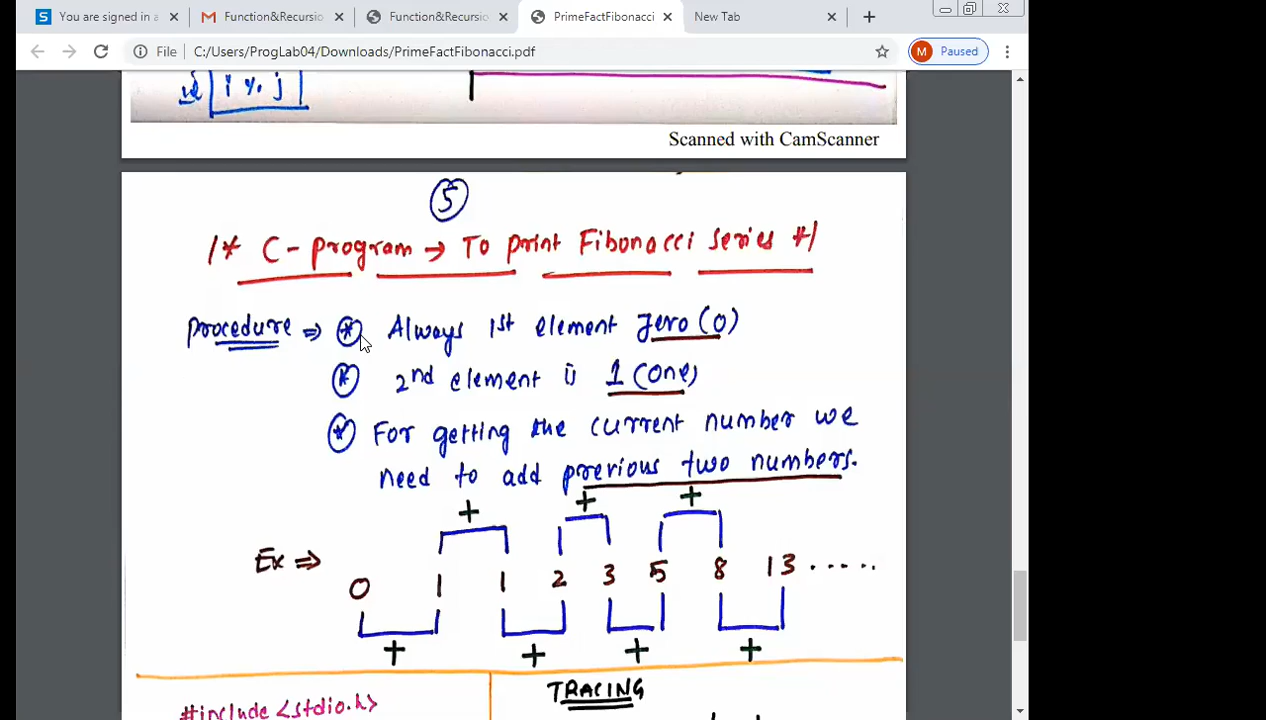 You are signed in a
Function&Recursio
Function&Recursio
PrimeFactFibonacci
New Tab
File
C:/Users/ProgLab04/Downloads/PrimeFactFibonacci.pdf
M Paused
i % j
Scanned with CamScanner
5
/* C-program → To print Fibonacci series */
procedure ⇒ * Always 1st element zero (0)
* 2nd element is 1 (one)
* For getting the current number we
need to add previous two numbers.
+ + +
Ex ⇒ 0 1 1 2 3 5 8 13 .....
+ + + +
TRACING
#include <stdio.h>